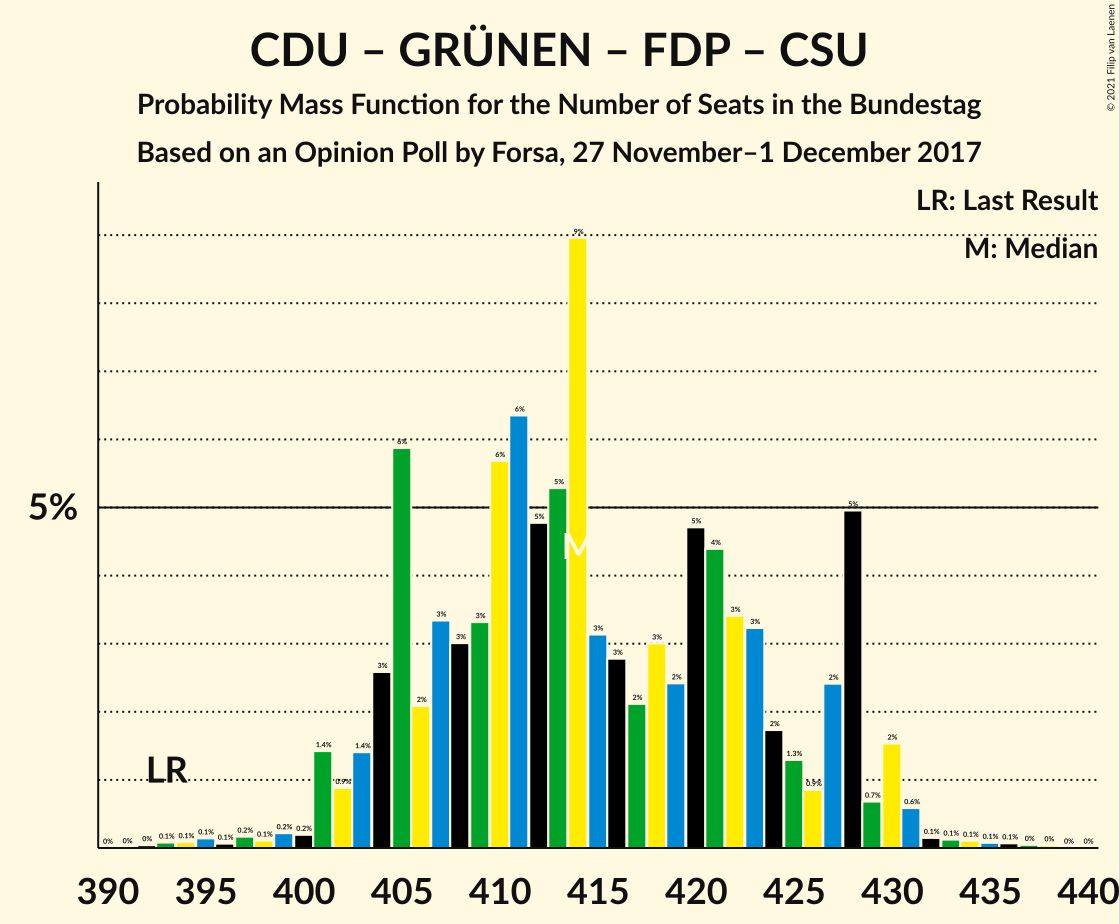 CDU – GRÜNEN – FDP – CSU
Probability Mass Function for the Number of Seats in the Bundestag
Based on an Opinion Poll by Forsa, 27 November–1 December 2017
© 2021 Filip van Laenen
LR: Last Result
M: Median
5%
LR
M
0% 0% 0% 0.1% 0.1% 0.1% 0.1% 0.2% 0.1% 0.2% 0.2% 1.4% 0.9% 1.4% 3% 6% 2% 3% 3% 3% 6% 6% 5% 5% 9% 3% 3% 2% 3% 2% 5% 4% 3% 3% 2% 1.3% 0.9% 2% 5% 0.7% 2% 0.6% 0.1% 0.1% 0.1% 0.1% 0.1% 0% 0% 0% 0%
390 395 400 405 410 415 420 425 430 435 440